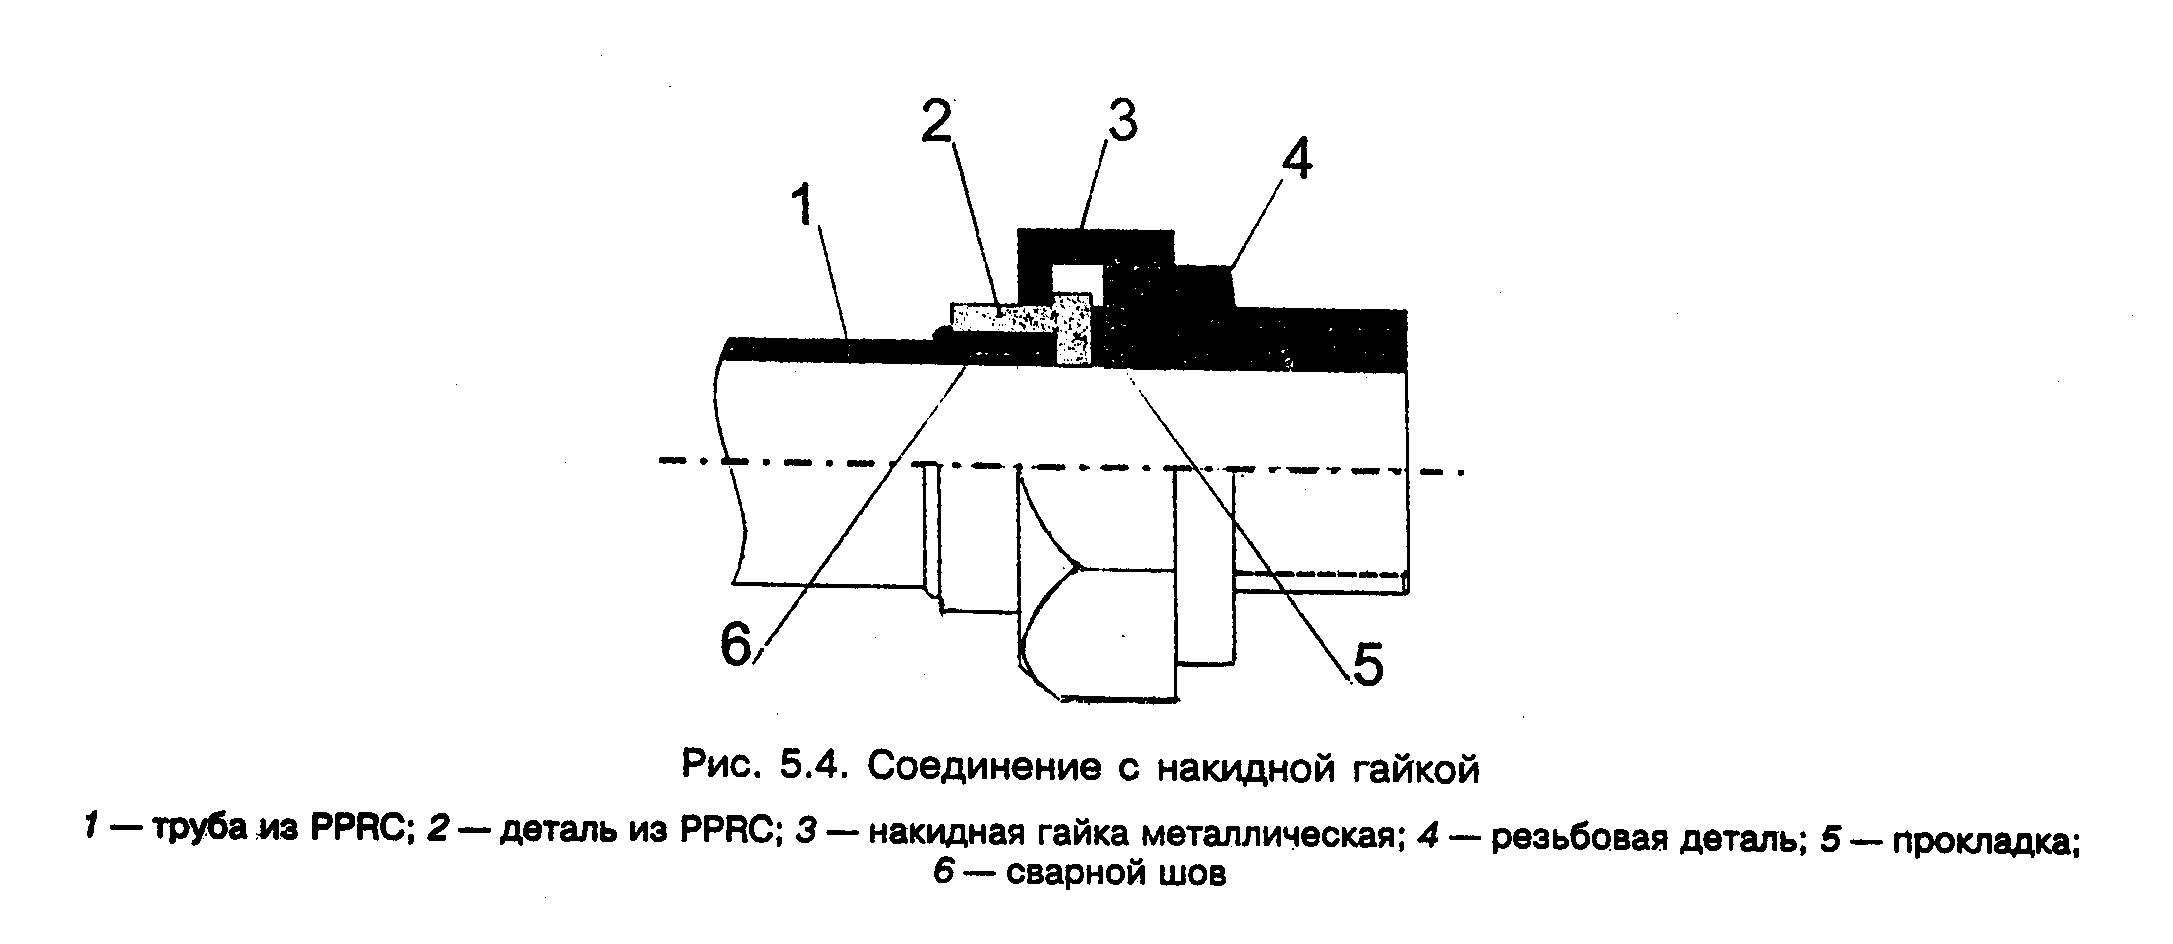 2
3
4
1
6
5
Рис. 5.4. Соединение с накидной гайкой
1 — труба из PPRC; 2 — деталь из PPRC; 3 — накидная гайка металлическая; 4 — резьбовая деталь; 5 — прокладка;
6 — сварной шов